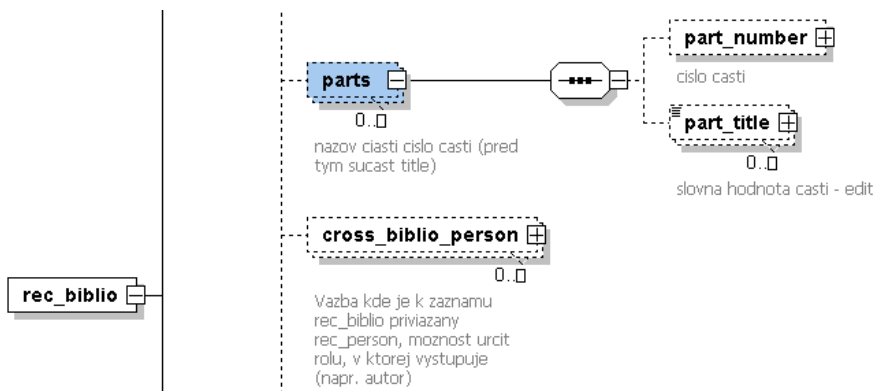 part_number
cislo casti
parts
0..
nazov ciasti cislo casti (pred
tym sucast title)
part_title
0..
slovna hodnota casti - edit
cross_biblio_person
0..
rec_biblio
Vazba kde je k zaznamu
rec_biblio priviazany
rec_person, moznost urcit
rolu, v ktorej vystupuje
(napr. autor)